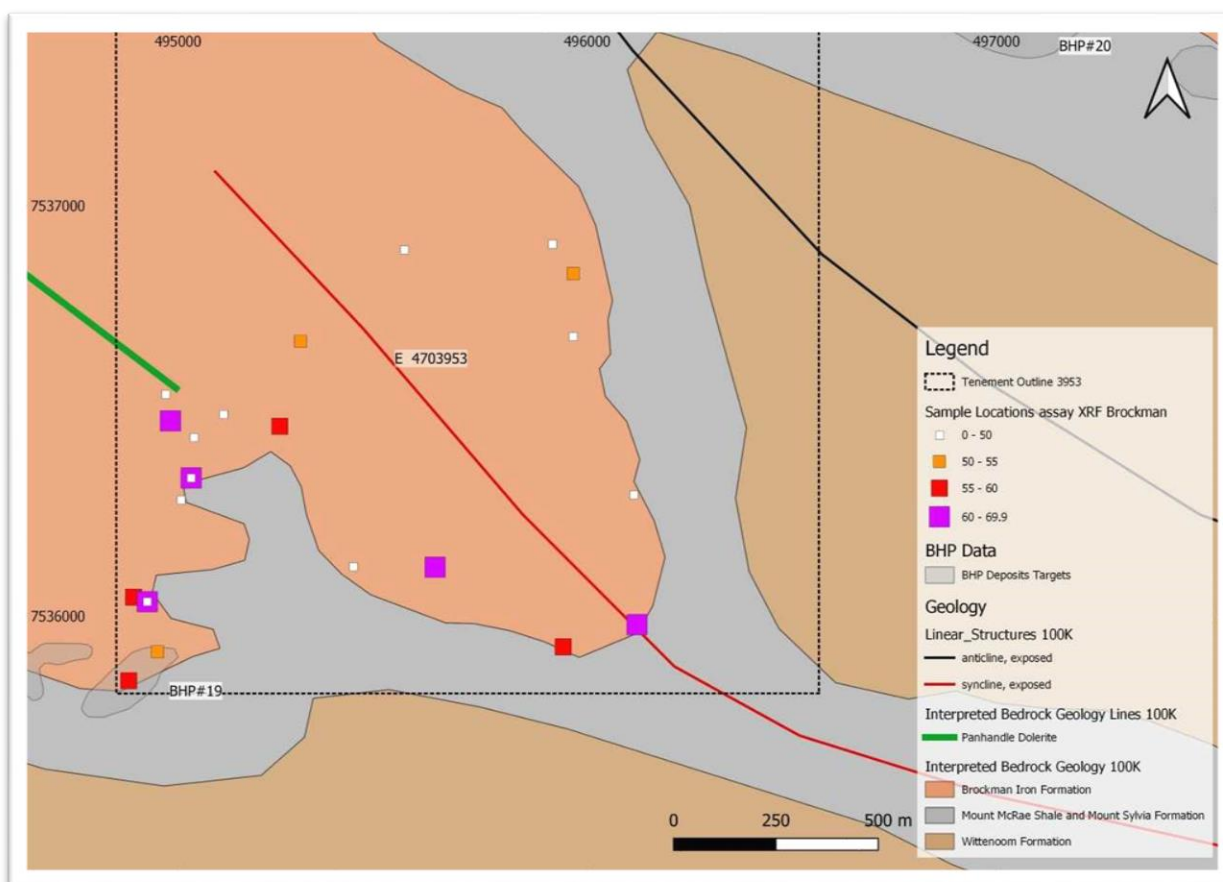 495000
496000
497000
BHP#20
7537000
E 4703953
7536000
BHP#19
0 250 500 m
Legend
Tenement Outline 3953
Sample Locations assay XRF Brockman
0 - 50
50 - 55
55 - 60
60 - 69.9
BHP Data
BHP Deposits Targets
Geology
Linear_Structures 100K
anticline, exposed
syncline, exposed
Interpreted Bedrock Geology Lines 100K
Panhandle Dolerite
Interpreted Bedrock Geology 100K
Brockman Iron Formation
Mount McRae Shale and Mount Sylvia Formation
Wittenoom Formation